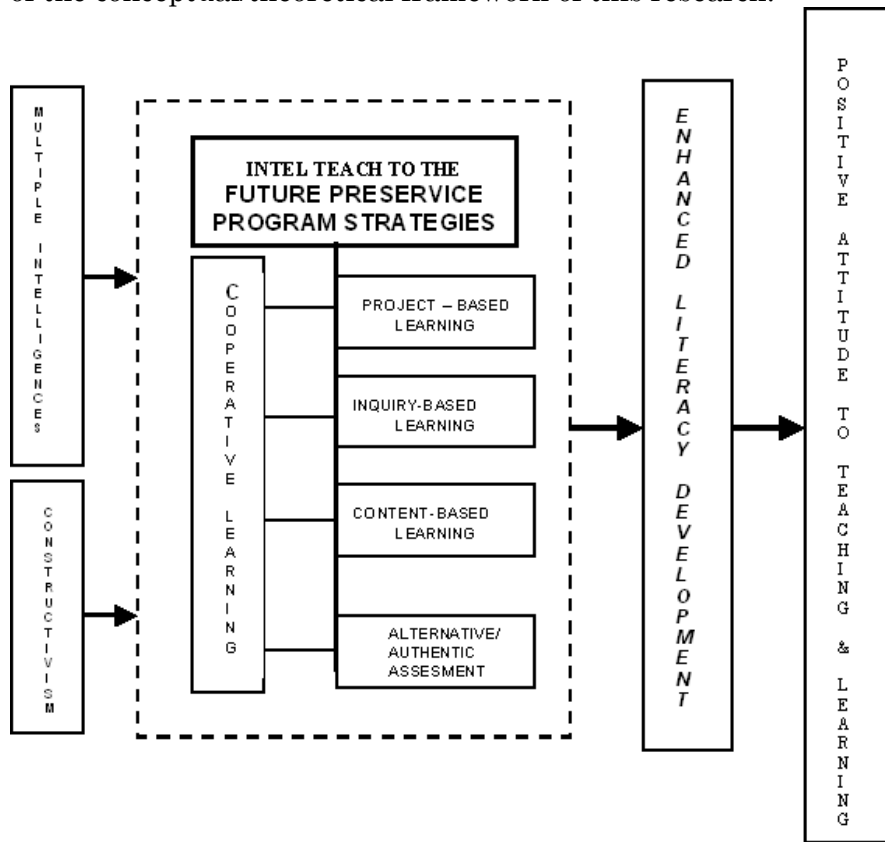 of the conceptual/theoretical framework of this research.
MULTIPLE INTELLIGENCES
CONSTRUCTIVISM
INTEL TEACH TO THE
FUTURE PRESERVICE
PROGRAM STRATEGIES
COOPERATIVE LEARNING
PROJECT – BASED
LEARNING
INQUIRY-BASED
LEARNING
CONTENT-BASED
LEARNING
ALTERNATIVE/
AUTHENTIC
ASSESMENT
ENHANCED LITERACY DEVELOPMENT
POSITIVE ATTITUDE TO TEACHING & LEARNING